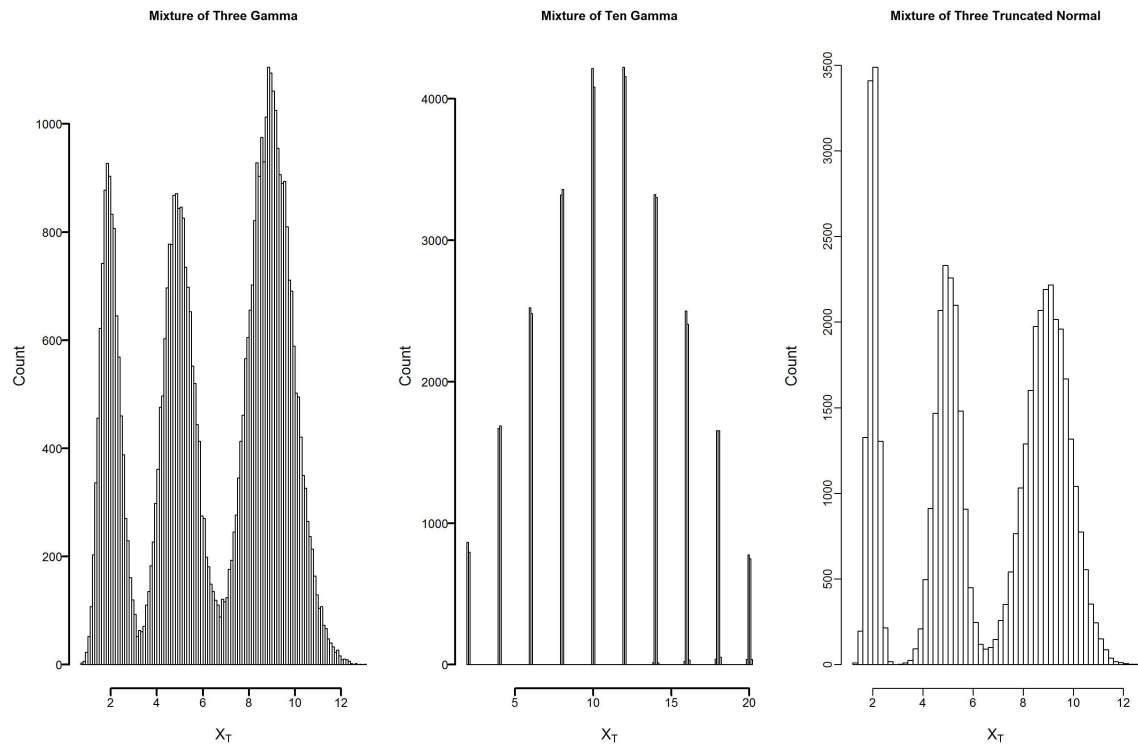 Mixture of Three Gamma
Count
1000
800
600
400
200
0
2 4 6 8 10 12
X_T
Mixture of Ten Gamma
Count
4000
3000
2000
1000
0
5 10 15 20
X_T
Mixture of Three Truncated Normal
Count
3500
3000
2500
2000
1500
1000
500
0
2 4 6 8 10 12
X_T